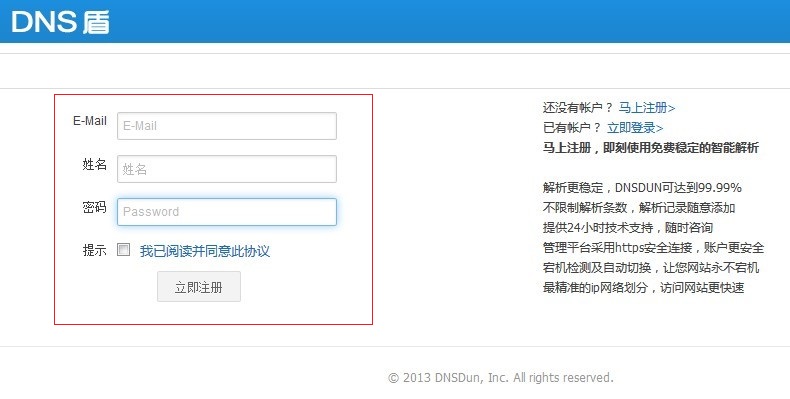 DNS 盾
E-Mail
E-Mail
姓名
姓名
密码
Password
提示
我已阅读并同意此协议
立即注册
还没有帐户？ 马上注册>
已有帐户？ 立即登录>
马上注册，即刻使用免费稳定的智能解析
解析更稳定，DNSDUN可达到99.99%
不限制解析条数，解析记录随意添加
提供24小时技术支持，随时咨询
管理平台采用https安全连接，账户更安全
宕机检测及自动切换，让您网站永不宕机
最精准的ip网络划分，访问网站更快速
© 2013 DNSDun, Inc. All rights reserved.